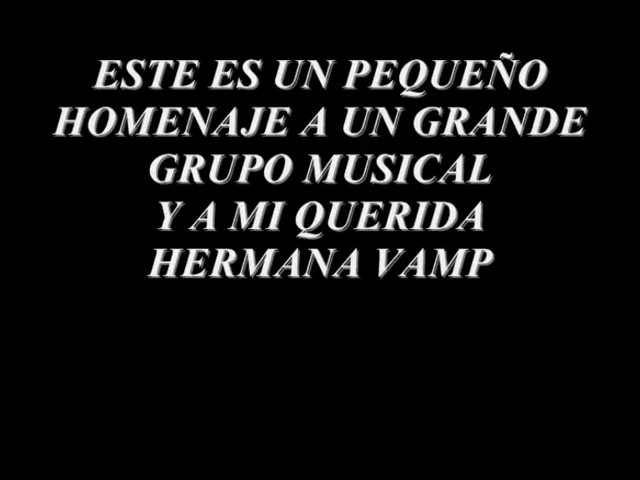 ESTE ES UN PEQUEÑO
HOMENAJE A UN GRANDE
GRUPO MUSICAL
Y A MI QUERIDA
HERMANA VAMP